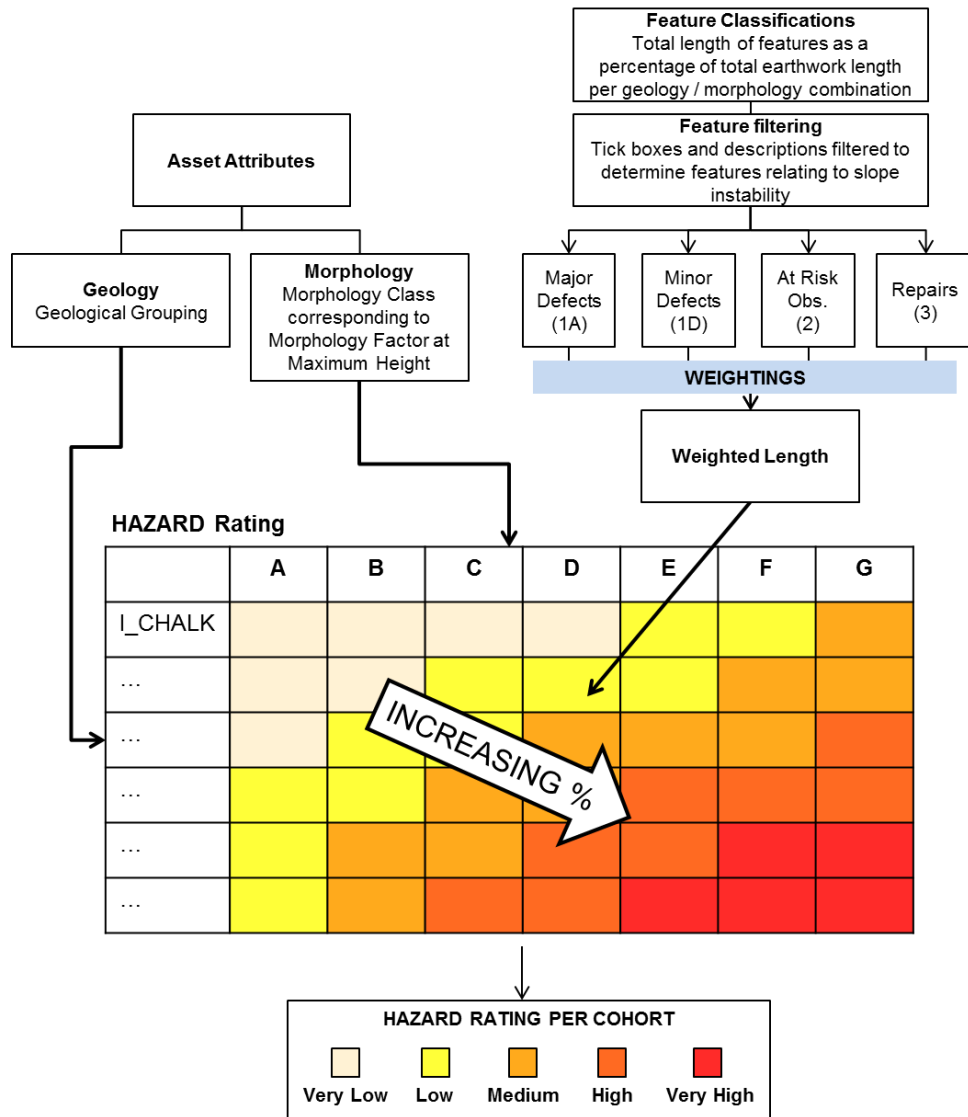 Feature Classifications
Total length of features as a
percentage of total earthwork length
per geology / morphology combination
Feature filtering
Tick boxes and descriptions filtered to
determine features relating to slope
instability
Asset Attributes
Geology
Geological Grouping
Morphology
Morphology Class
corresponding to
Morphology Factor at
Maximum Height
Major
Defects
(1A)
Minor
Defects
(1D)
At Risk
Obs.
(2)
Repairs
(3)
WEIGHTINGS
Weighted Length
HAZARD Rating
A B C D E F G
I_CHALK
...
...
...
...
...
INCREASING %
HAZARD RATING PER COHORT
Very Low Low Medium High Very High